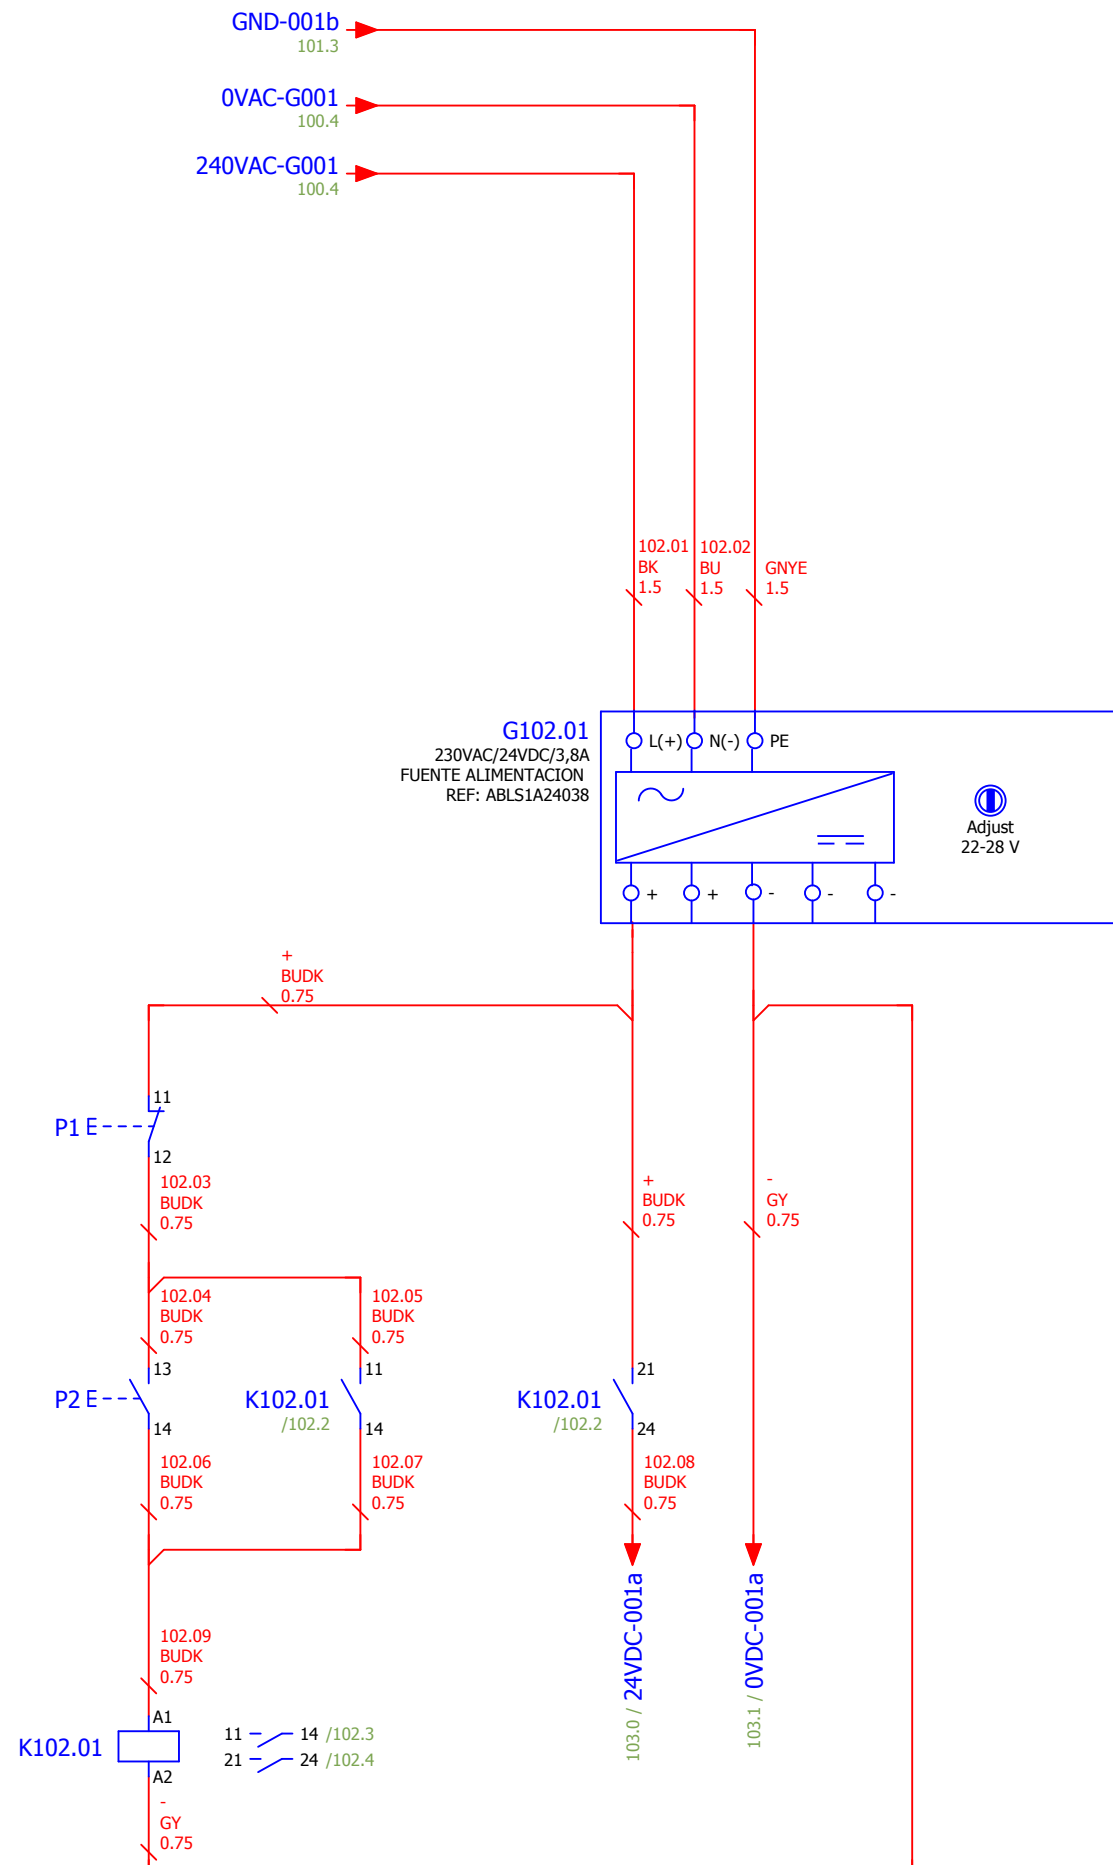 GND-001b
101.3
0VAC-G001
100.4
240VAC-G001
100.4
102.01
BK
1.5
102.02
BU
1.5
GNYE
1.5
G102.01
230VAC/24VDC/3,8A
FUENTE ALIMENTACION
REF: ABLS1A24038
L(+)
N(-)
PE
Adjust
22-28 V
+
+
-
-
-
+
BUDK
0.75
11
P1
12
102.03
BUDK
0.75
+
BUDK
0.75
-
GY
0.75
102.04
BUDK
0.75
102.05
BUDK
0.75
13
P2
14
11
K102.01
/102.2
14
21
K102.01
/102.2
24
102.06
BUDK
0.75
102.07
BUDK
0.75
102.08
BUDK
0.75
103.0 / 24VDC-001a
103.1 / 0VDC-001a
102.09
BUDK
0.75
A1
K102.01
A2
11 14 /102.3
21 24 /102.4
-
GY
0.75